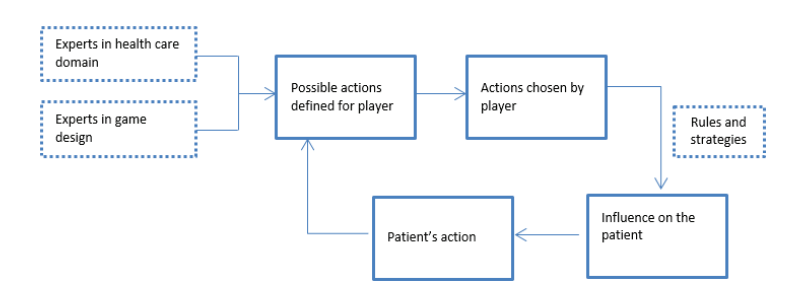 Experts in health care
domain
Experts in game
design
Possible actions
defined for player
Actions chosen by
player
Rules and
strategies
Influence on the
patient
Patient’s action